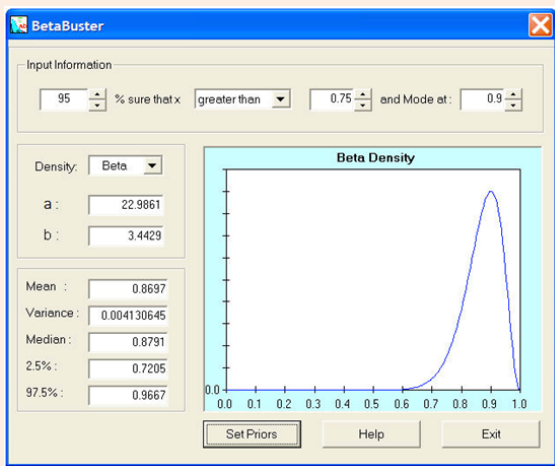 BetaBuster
Input Information
95 % sure that x greater than 0.75 and Mode at : 0.9
Density: Beta
a : 22.9861
b : 3.4429
Mean : 0.8697
Variance : 0.004130645
Median : 0.8791
2.5% : 0.7205
97.5% : 0.9667
Beta Density
0.0
0.0 0.1 0.2 0.3 0.4 0.5 0.6 0.7 0.8 0.9 1.0
Set Priors Help Exit